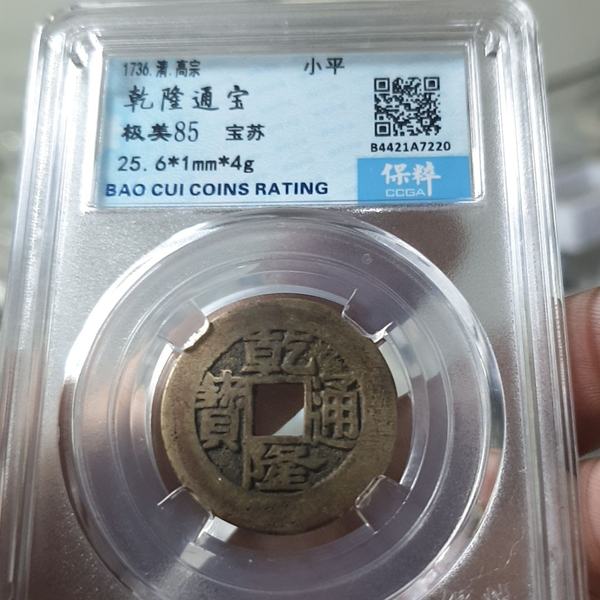 1736.清.高宗 小平
乾隆通宝
极美85 宝苏
B4421A7220
25.6*1mm*4g
保粹
CCGA
BAO CUI COINS RATING
乾
隆
通
寳